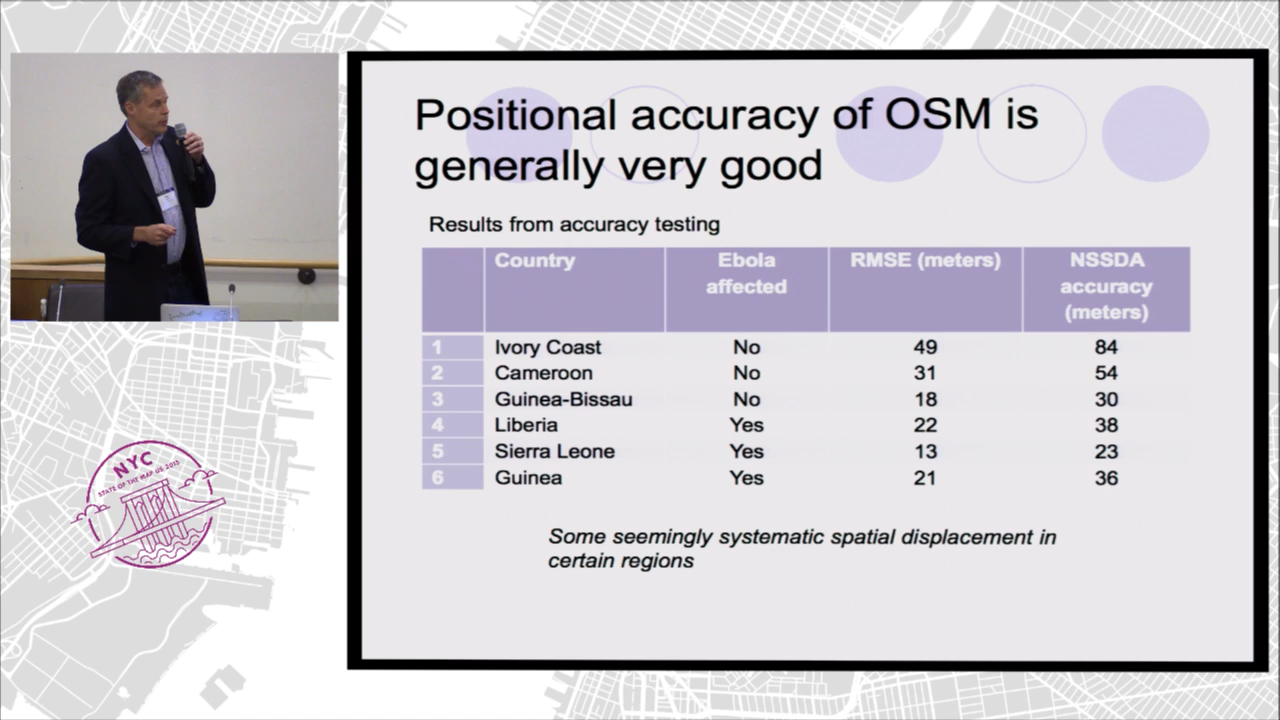 Positional accuracy of OSM is
generally very good
Results from accuracy testing
Country Ebola affected RMSE (meters) NSSDA accuracy (meters)
1 Ivory Coast No 49 84
2 Cameroon No 31 54
3 Guinea-Bissau No 18 30
4 Liberia Yes 22 38
5 Sierra Leone Yes 13 23
6 Guinea Yes 21 36
Some seemingly systematic spatial displacement in
certain regions
NYC
STATE OF THE MAP US 2015